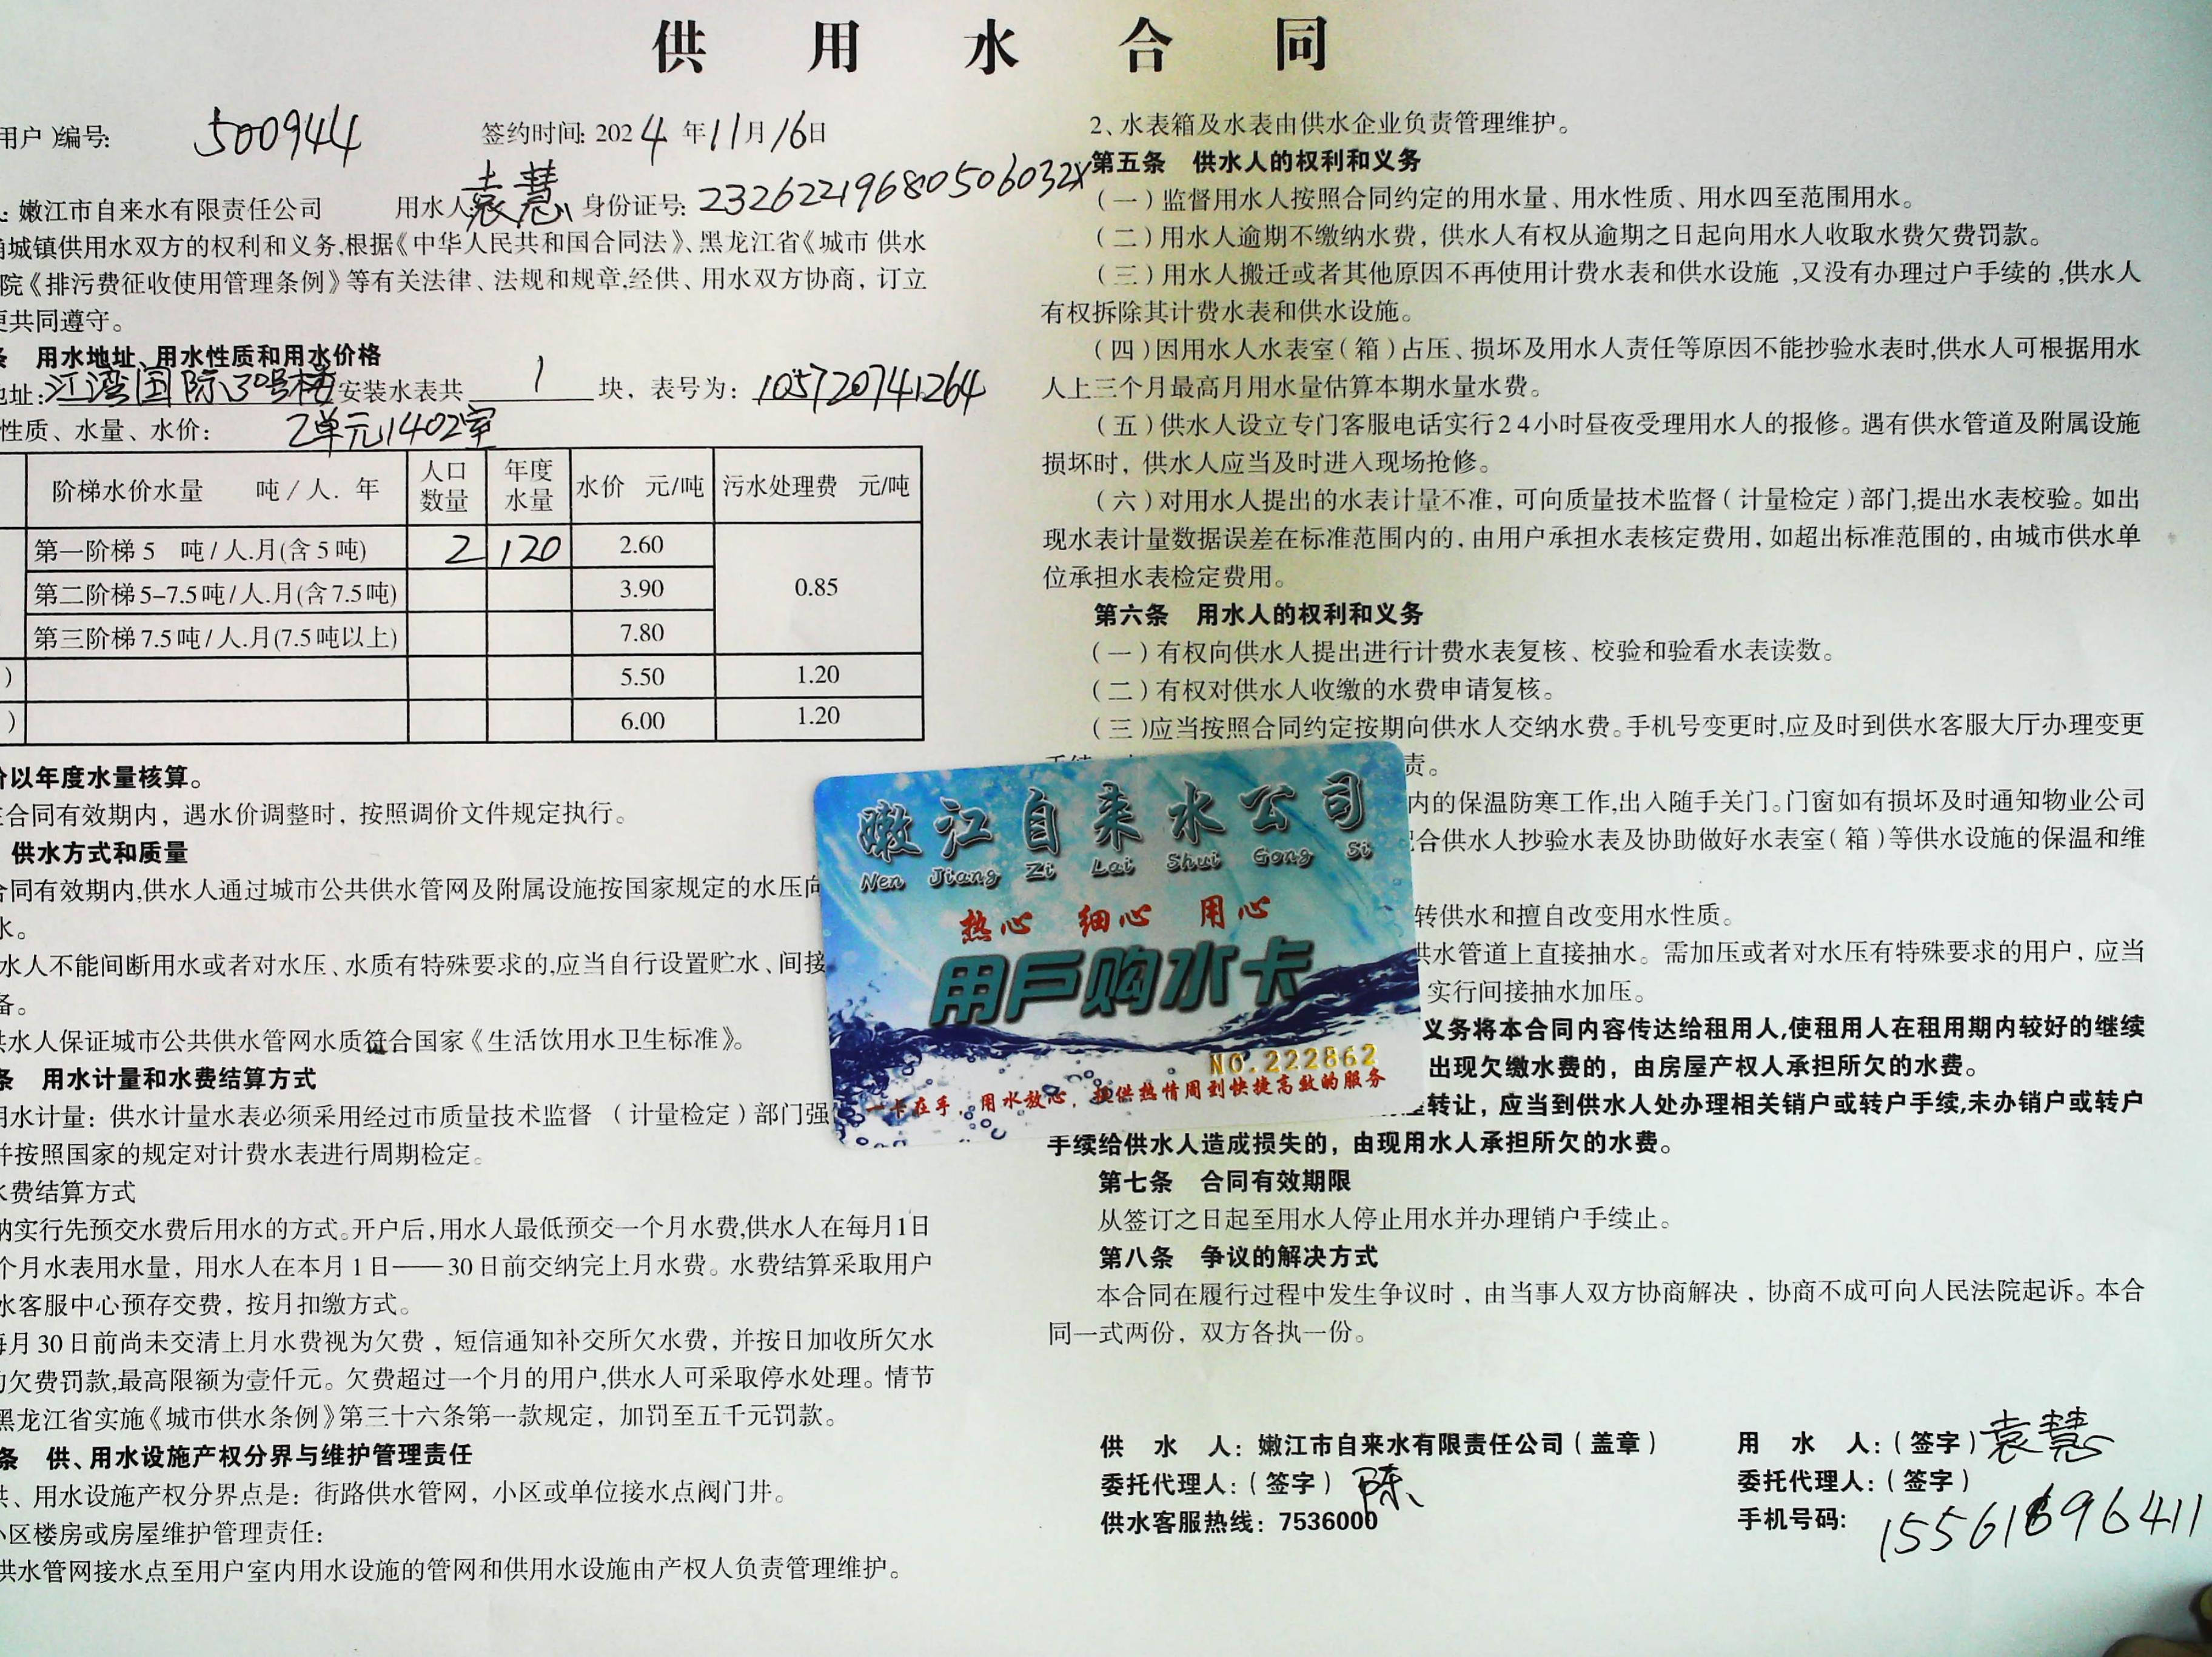 供 用 水 合 同
用户)编号: 500944 签约时间: 2024年11月16日
: 嫩江市自来水有限责任公司 用水人: 袁慧 身份证号: 23262219680506032X
城镇供用水双方的权利和义务,根据《中华人民共和国合同法》、黑龙江省《城市 供水
院《排污费征收使用管理条例》等有关法律、法规和规章,经供、用水双方协商，订立
共同遵守。
条 用水地址、用水性质和用水价格
地址: 江湾国际30号楼 安装水表共 1 块，表号为: 105720741264
2单元1402室
性质、水量、水价:
阶梯水价水量 吨/人. 年 人口数量 年度水量 水价 元/吨 污水处理费 元/吨
第一阶梯 5 吨/人.月(含5吨) 2 120 2.60
第二阶梯 5-7.5吨/人.月(含7.5吨) 3.90 0.85
第三阶梯 7.5吨/人.月(7.5吨以上) 7.80
) 5.50 1.20
) 6.00 1.20
价以年度水量核算。
合同有效期内，遇水价调整时，按照调价文件规定执行。
供水方式和质量
合同有效期内,供水人通过城市公共供水管网及附属设施按国家规定的水压向
水。
水人不能间断用水或者对水压、水质有特殊要求的,应当自行设置贮水、间接
备。
供水人保证城市公共供水管网水质符合国家《生活饮用水卫生标准》。
条 用水计量和水费结算方式
用水计量：供水计量水表必须采用经过市质量技术监督 （计量检定）部门强
并按照国家的规定对计费水表进行周期检定。
水费结算方式
纳实行先预交水费后用水的方式。开户后,用水人最低预交一个月水费,供水人在每月1日
个月水表用水量，用水人在本月1日——30日前交纳完上月水费。水费结算采取用户
水客服中心预存交费，按月扣缴方式。
每月30日前尚未交清上月水费视为欠费，短信通知补交所欠水费，并按日加收所欠水
的欠费罚款,最高限额为壹仟元。欠费超过一个月的用户,供水人可采取停水处理。情节
黑龙江省实施《城市供水条例》第三十六条第一款规定，加罚至五千元罚款。
条 供、用水设施产权分界与维护管理责任
供、用水设施产权分界点是：街路供水管网，小区或单位接水点阀门井。
小区楼房或房屋维护管理责任:
供水管网接水点至用户室内用水设施的管网和供用水设施由产权人负责管理维护。
2、水表箱及水表由供水企业负责管理维护。
第五条 供水人的权利和义务
（一）监督用水人按照合同约定的用水量、用水性质、用水四至范围用水。
（二）用水人逾期不缴纳水费，供水人有权从逾期之日起向用水人收取水费欠费罚款。
（三）用水人搬迁或者其他原因不再使用计费水表和供水设施 ,又没有办理过户手续的 ,供水人
有权拆除其计费水表和供水设施。
（四）因用水人水表室（箱）占压、损坏及用水人责任等原因不能抄验水表时,供水人可根据用水
人上三个月最高月用水量估算本期水量水费。
（五）供水人设立专门客服电话实行24小时昼夜受理用水人的报修。遇有供水管道及附属设施
损坏时，供水人应当及时进入现场抢修。
（六）对用水人提出的水表计量不准，可向质量技术监督（计量检定）部门,提出水表校验。如出
现水表计量数据误差在标准范围内的，由用户承担水表核定费用，如超出标准范围的，由城市供水单
位承担水表检定费用。
第六条 用水人的权利和义务
（一）有权向供水人提出进行计费水表复核、校验和验看水表读数。
（二）有权对供水人收缴的水费申请复核。
（三)应当按照合同约定按期向供水人交纳水费。手机号变更时,应及时到供水客服大厅办理变更
责。
内的保温防寒工作,出入随手关门。门窗如有损坏及时通知物业公司
配合供水人抄验水表及协助做好水表室（箱）等供水设施的保温和维
转供水和擅自改变用水性质。
供水管道上直接抽水。需加压或者对水压有特殊要求的用户，应当
实行间接抽水加压。
义务将本合同内容传达给租用人,使租用人在租用期内较好的继续
出现欠缴水费的，由房屋产权人承担所欠的水费。
转让，应当到供水人处办理相关销户或转户手续,未办销户或转户
手续给供水人造成损失的，由现用水人承担所欠的水费。
第七条 合同有效期限
从签订之日起至用水人停止用水并办理销户手续止。
第八条 争议的解决方式
本合同在履行过程中发生争议时，由当事人双方协商解决，协商不成可向人民法院起诉。本合
同一式两份，双方各执一份。
供 水 人：嫩江市自来水有限责任公司（盖章） 用 水 人:（签字）袁慧
委托代理人:（签字）陈 委托代理人:（签字）
供水客服热线：7536000 手机号码: 15561696411
嫩江自来水公司
Nen Jiang Zi Lai Shui Gong Si
热心 细心 用心
用户购水卡
NO.222862
一卡在手，用水放心，提供热情周到快捷高效的服务